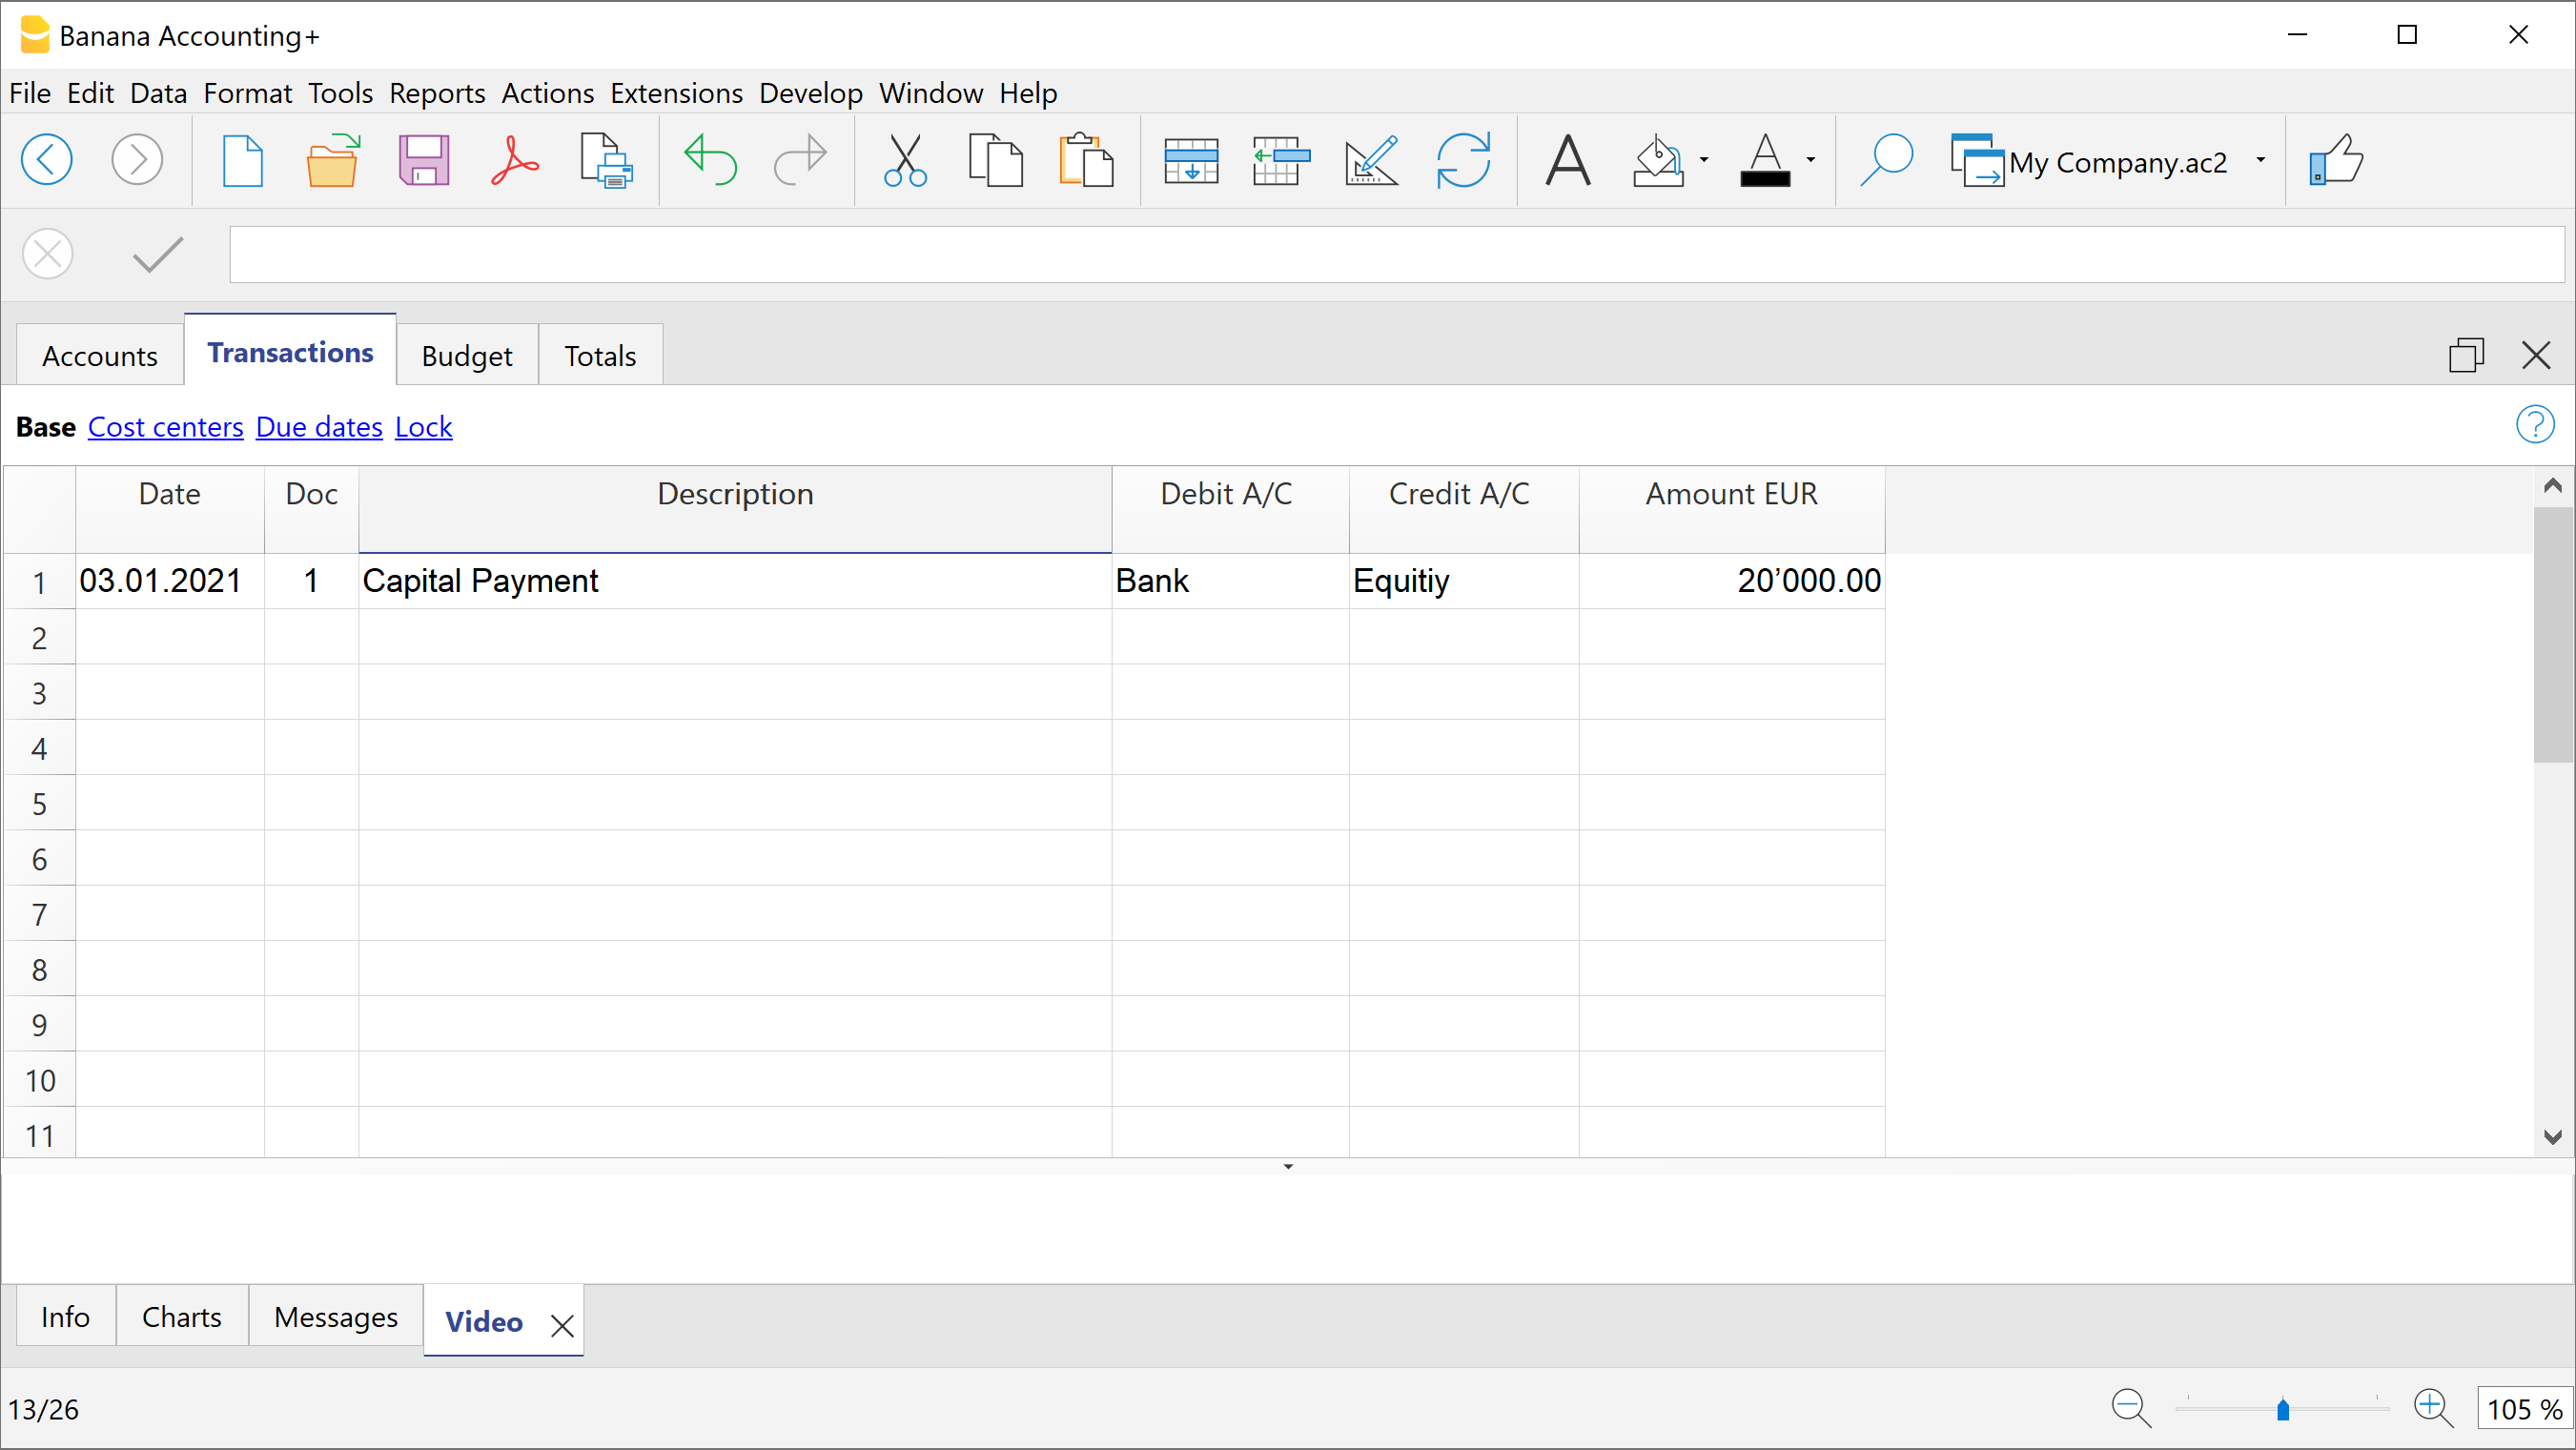 Banana Accounting+
File Edit Data Format Tools Reports Actions Extensions Develop Window Help
My Company.ac2
Accounts Transactions Budget Totals
Base Cost centers Due dates Lock
Date Doc Description Debit A/C Credit A/C Amount EUR
1 03.01.2021 1 Capital Payment Bank Equitiy 20’000.00
2
3
4
5
6
7
8
9
10
11
Info Charts Messages Video
13/26 105 %